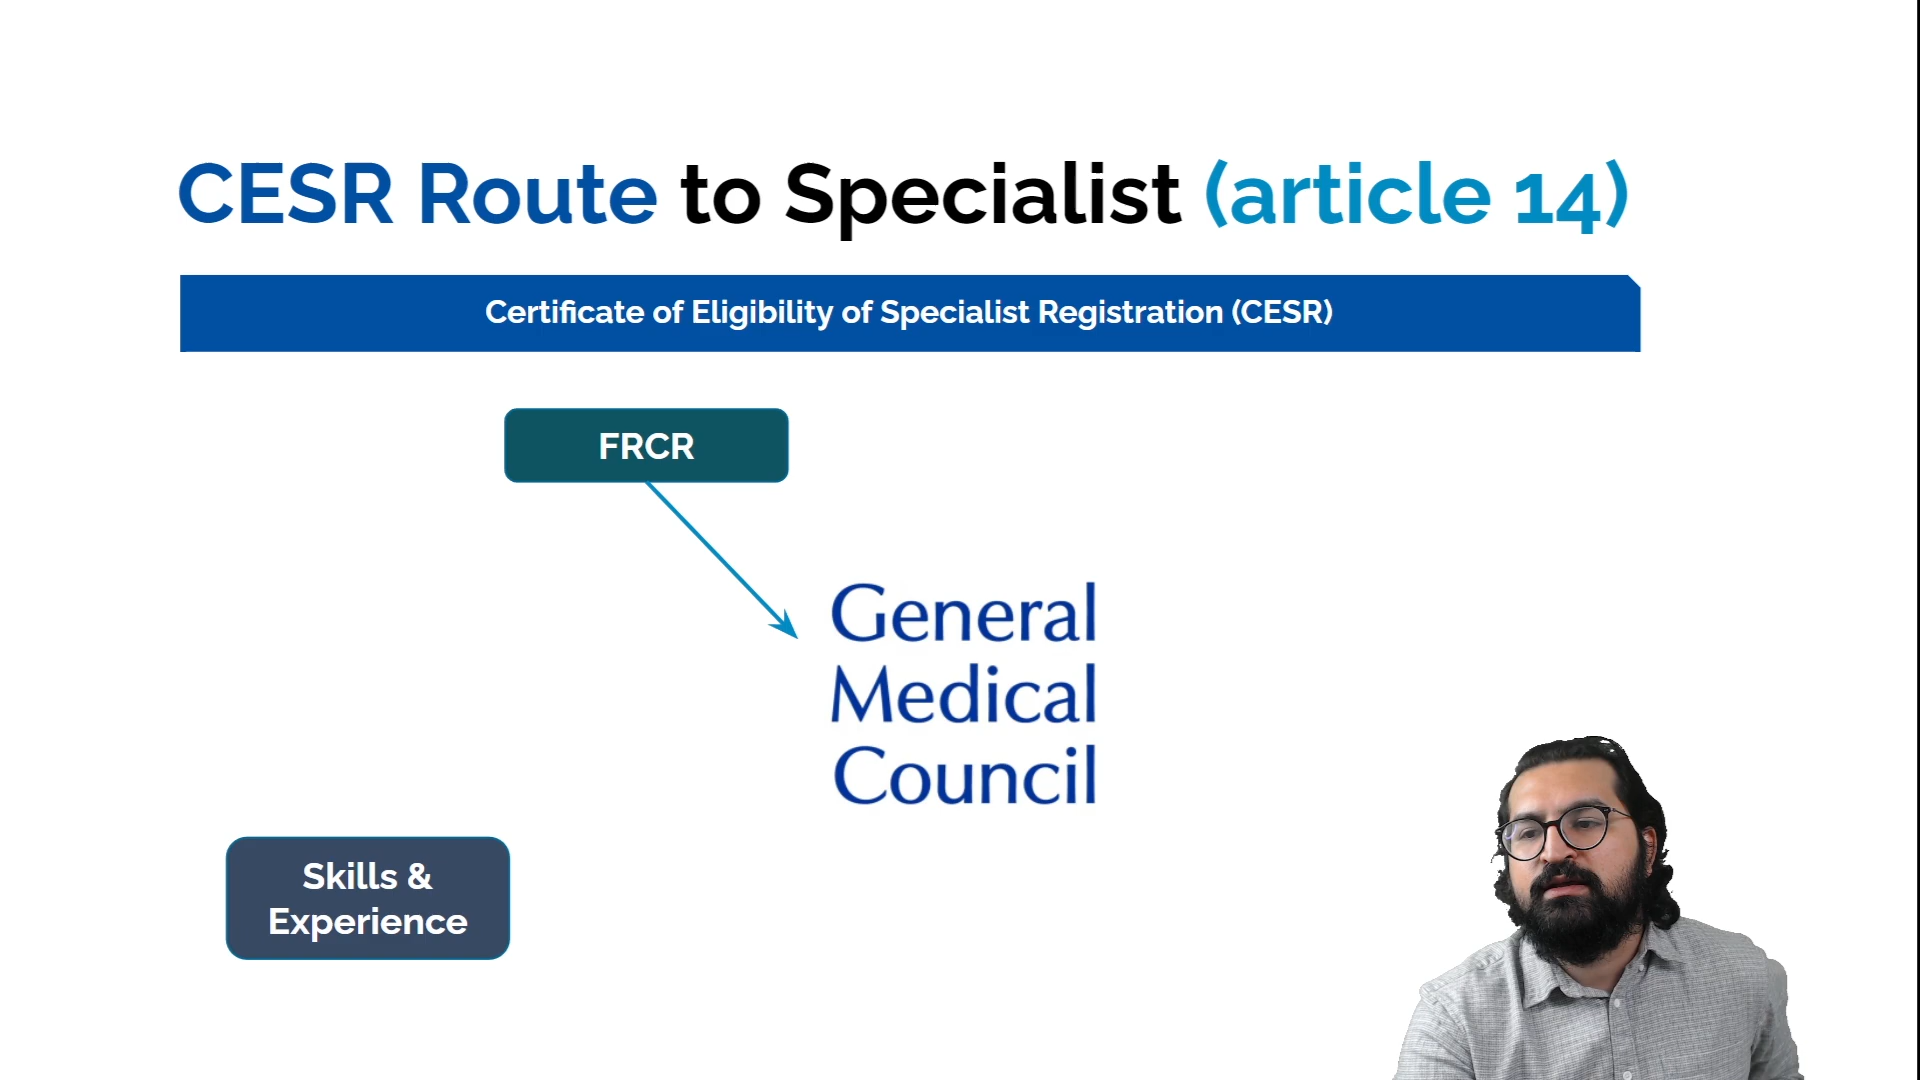 CESR Route to Specialist (article 14)
Certificate of Eligibility of Specialist Registration (CESR)
FRCR
General
Medical
Council
Skills &
Experience